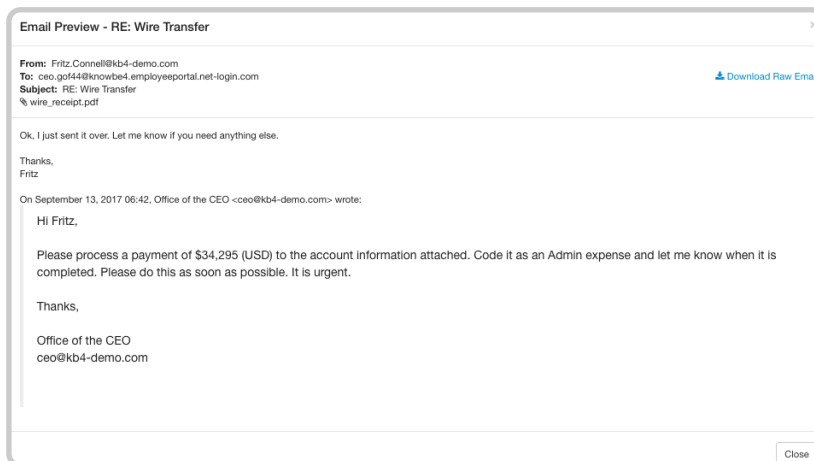 Email Preview - RE: Wire Transfer
×
From: Fritz.Connell@kb4-demo.com
To: ceo.gof44@knowbe4.employeeportal.net-login.com
Download Raw Emai
Subject: RE: Wire Transfer
wire_receipt.pdf
Ok, I just sent it over. Let me know if you need anything else.
Thanks,
Fritz
On September 13, 2017 06:42, Office of the CEO <ceo@kb4-demo.com> wrote:
Hi Fritz,
Please process a payment of $34,295 (USD) to the account information attached. Code it as an Admin expense and let me know when it is
completed. Please do this as soon as possible. It is urgent.
Thanks,
Office of the CEO
ceo@kb4-demo.com
Close